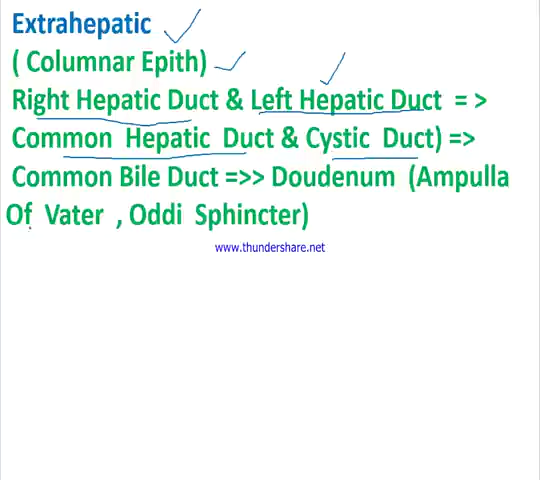 Extrahepatic
( Columnar Epith)
Right Hepatic Duct & Left Hepatic Duct = >
Common Hepatic Duct & Cystic Duct) =>
Common Bile Duct =>> Doudenum (Ampulla
Of Vater , Oddi Sphincter)
www.thundershare.net